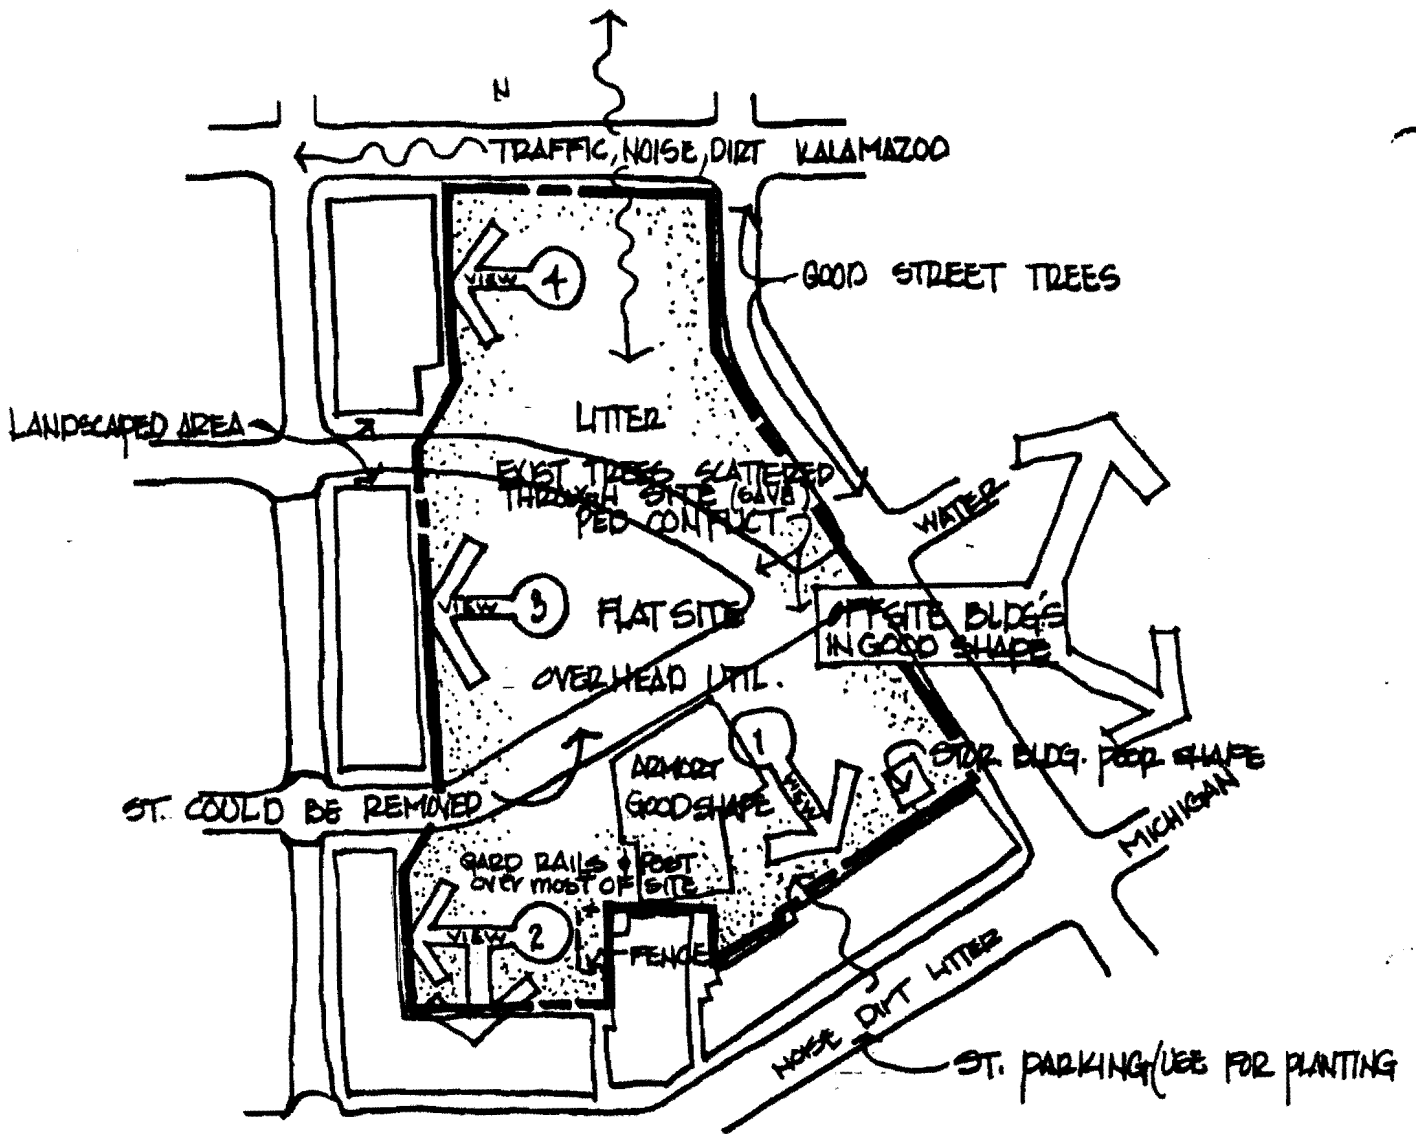 N
TRAFFIC, NOISE, DIRT KALAMAZOO
VIEW 4
GOOD STREET TREES
LANDSCAPED AREA
LITTER
EXIST TREES SCATTERED
THROUGH SITE (SAVE)
PED CONFLICT
WATER
VIEW 3
FLAT SITE
OFFSITE BLDG'S
IN GOOD SHAPE
OVERHEAD UTIL.
1
VIEW
ARMORY
GOOD SHAPE
STOR. BLDG. POOR SHAPE
ST. COULD BE REMOVED
MICHIGAN
GARD RAILS & POST
OVER MOST OF SITE
VIEW 2
FENCE
NOISE DIRT LITTER
ST. PARKING (USE FOR PLANTING